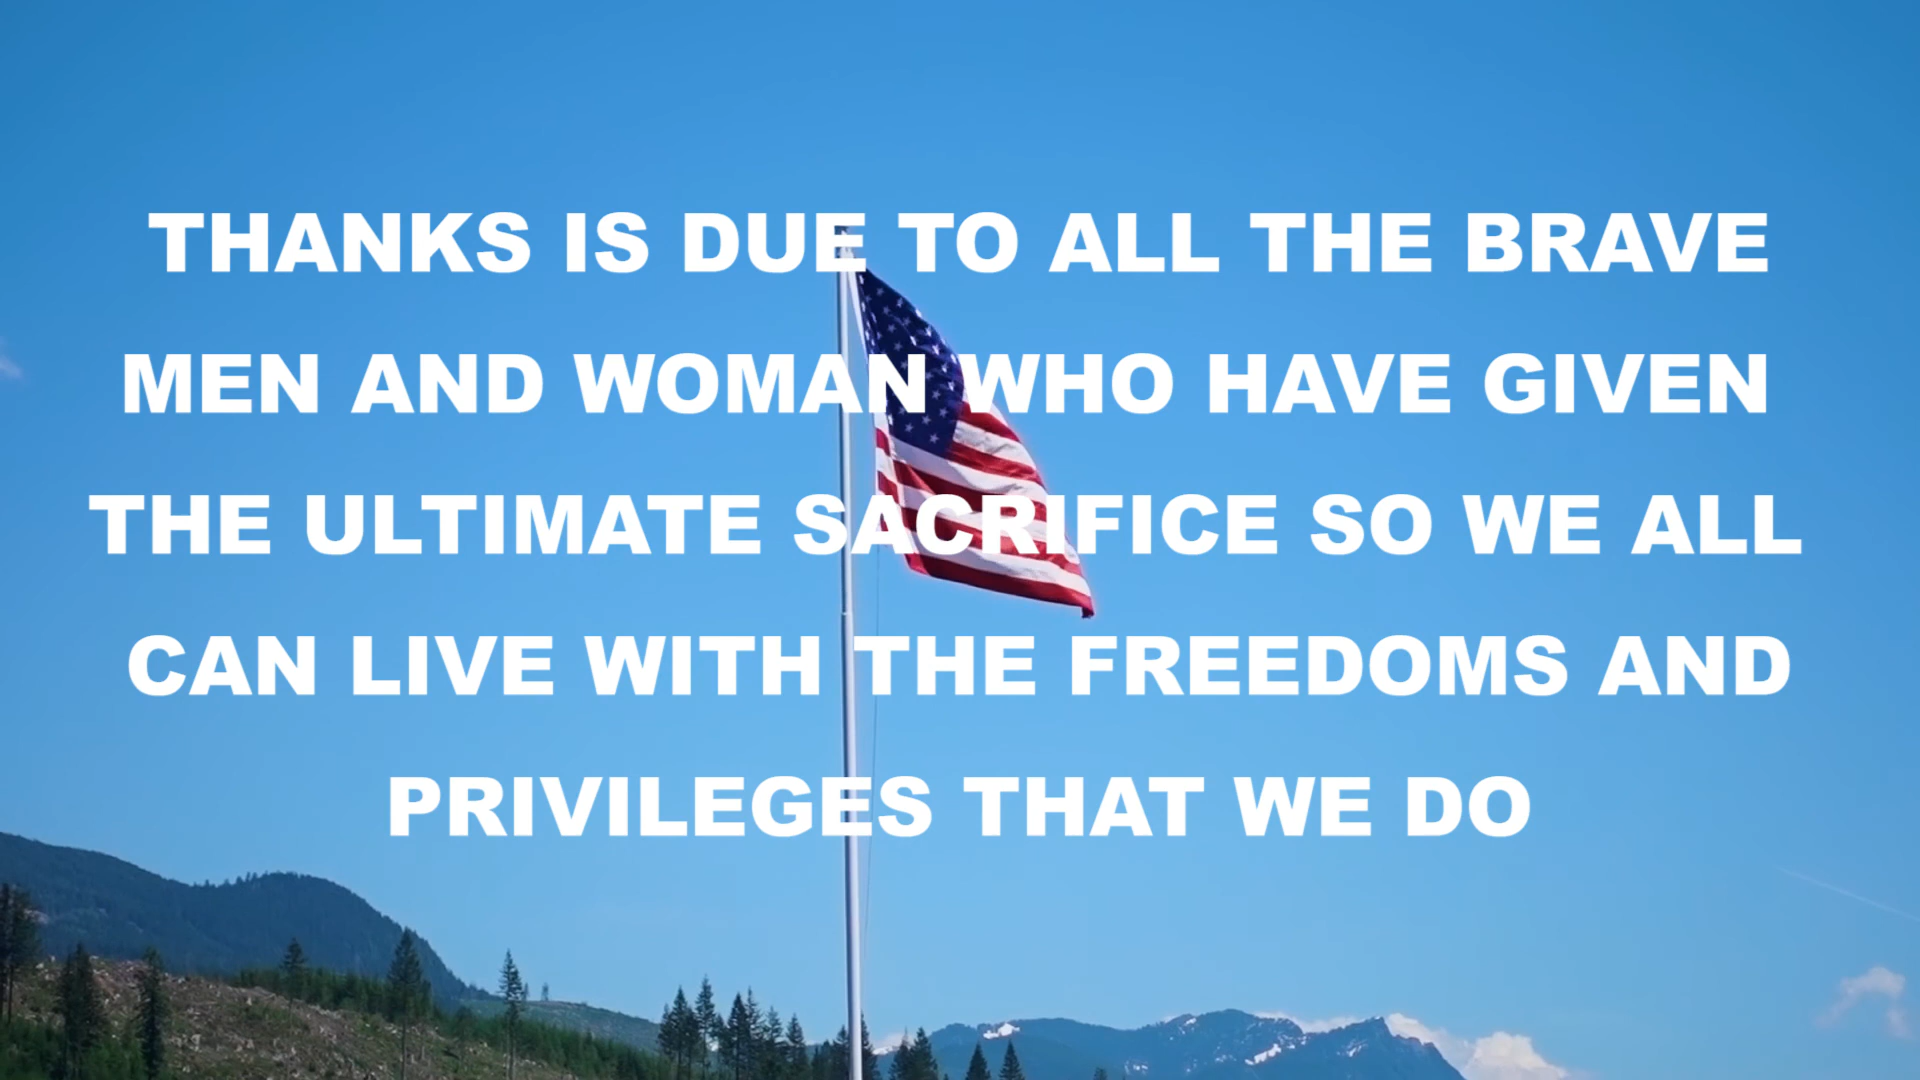 THANKS IS DUE TO ALL THE BRAVE
MEN AND WOMAN WHO HAVE GIVEN
THE ULTIMATE SACRIFICE SO WE ALL
CAN LIVE WITH THE FREEDOMS AND
PRIVILEGES THAT WE DO